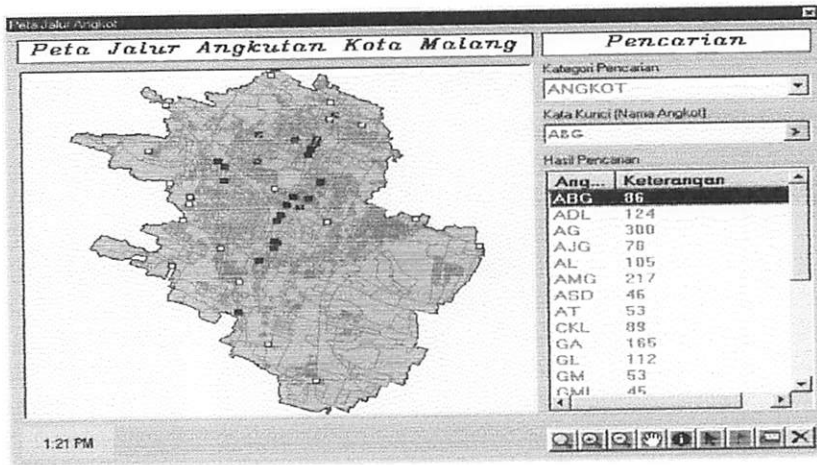 Peta Jalur Angkot
Peta Jalur Angkutan Kota Malang
Pencarian
Kategori Pencarian
ANGKOT
Kata Kunci (Nama Angkot)
ABG
Hasil Pencarian
Ang... Keterangan
ABG 86
ADL 124
AG 300
AJG 78
AL 105
AMG 217
ASD 46
AT 53
CKL 89
GA 165
GL 112
GM 53
GML 45
1:21 PM